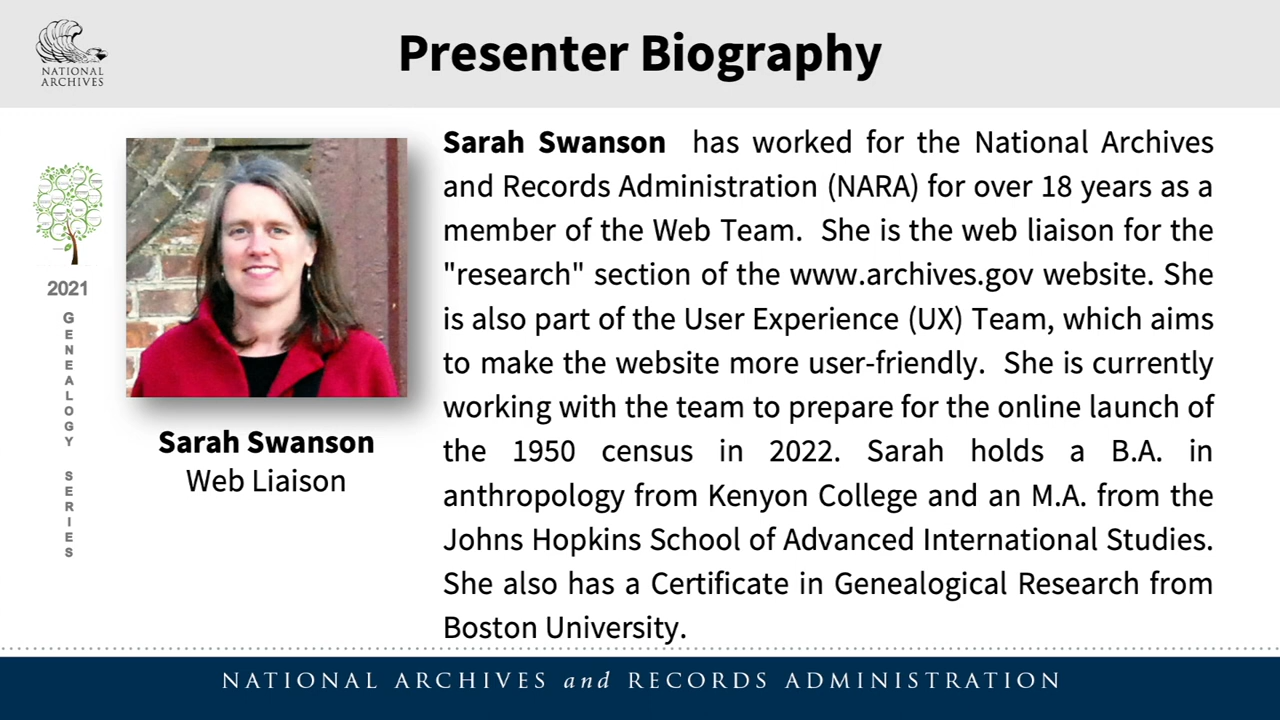 Presenter Biography
NATIONAL
ARCHIVES
2021
GENEALOGY
SERIES
Sarah Swanson
Web Liaison
Sarah Swanson has worked for the National Archives
and Records Administration (NARA) for over 18 years as a
member of the Web Team. She is the web liaison for the
"research" section of the www.archives.gov website. She
is also part of the User Experience (UX) Team, which aims
to make the website more user-friendly. She is currently
working with the team to prepare for the online launch of
the 1950 census in 2022. Sarah holds a B.A. in
anthropology from Kenyon College and an M.A. from the
Johns Hopkins School of Advanced International Studies.
She also has a Certificate in Genealogical Research from
Boston University.
NATIONAL ARCHIVES and RECORDS ADMINISTRATION